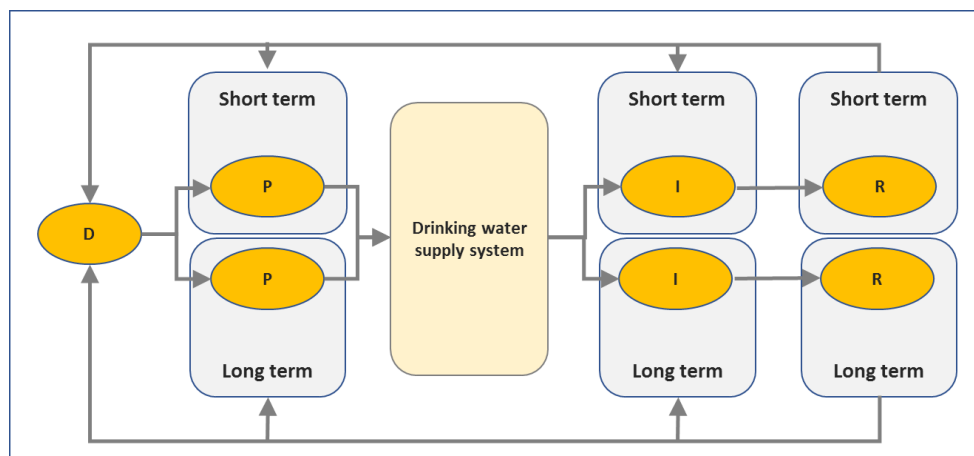 Short term
Short term
Short term
P
I
R
D
Drinking water
supply system
P
I
R
Long term
Long term
Long term